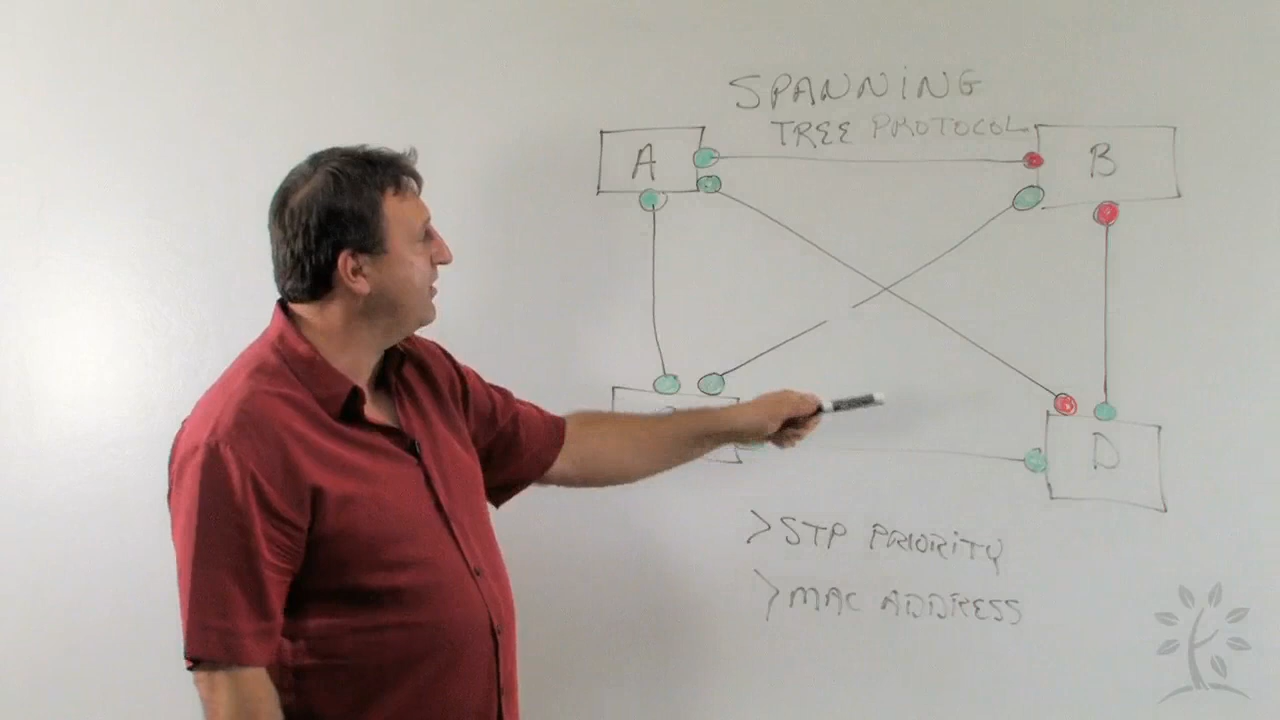 SPANNING
TREE PROTOCOL
A
B
D
>STP PRIORITY
>MAC ADDRESS